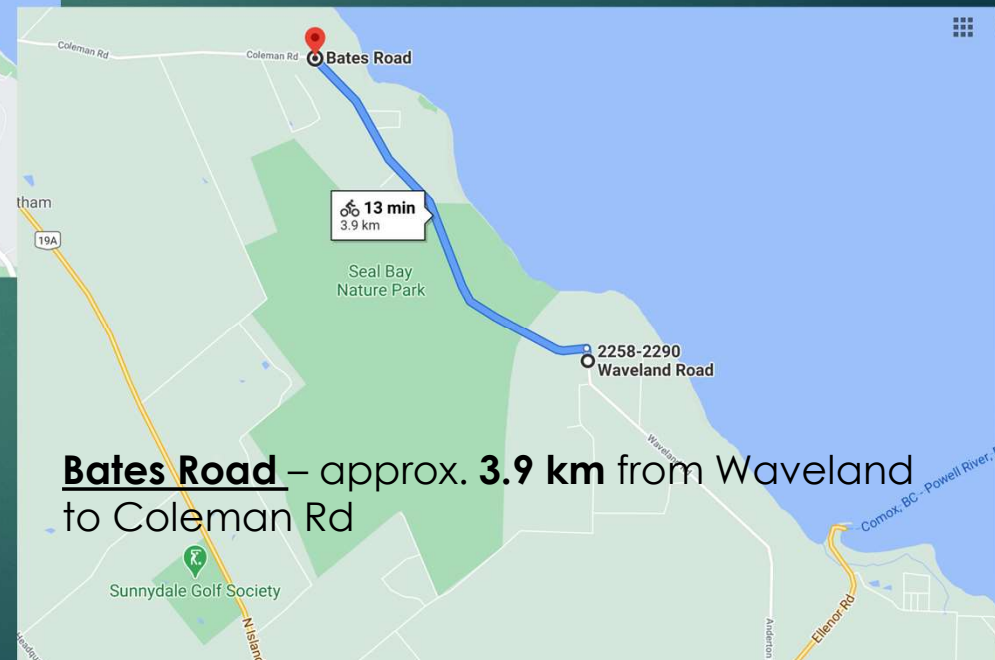 Coleman Rd
Coleman Rd
Bates Road
13 min
3.9 km
tham
19A
Seal Bay
Nature Park
2258-2290
Waveland Road
Bates Road – approx. 3.9 km from Waveland
to Coleman Rd
Comox, BC - Powell River,
Sunnydale Golf Society
N Islan
Ellenor Rd
Anderton
Headqu